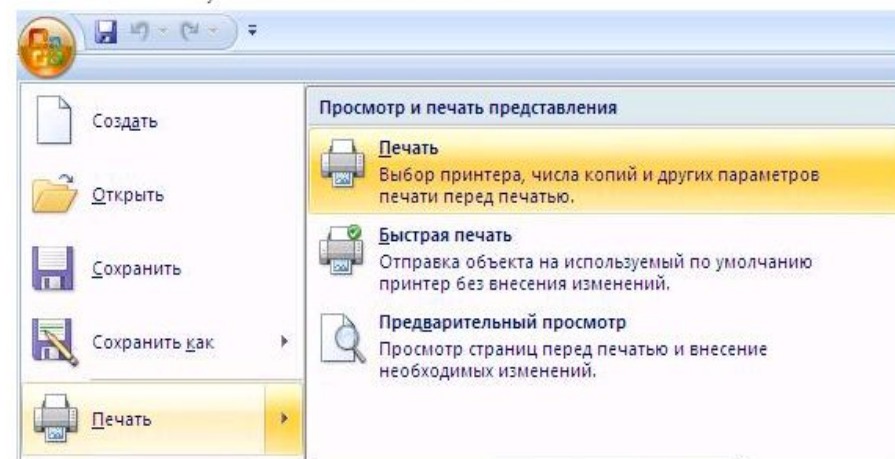 Создать
Открыть
Сохранить
Сохранить как
Печать
Просмотр и печать представления
Печать
Выбор принтера, числа копий и других параметров
печати перед печатью.
Быстрая печать
Отправка объекта на используемый по умолчанию
принтер без внесения изменений.
Предварительный просмотр
Просмотр страниц перед печатью и внесение
необходимых изменений.